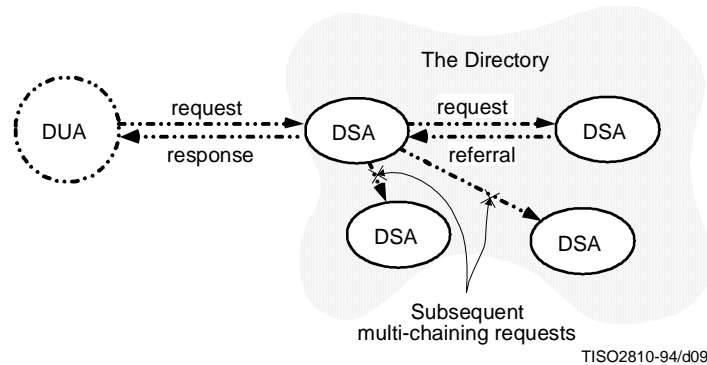 The Directory
request
request
DUA
DSA
DSA
response
referral
DSA
DSA
Subsequent
multi-chaining requests
TISO2810-94/d09